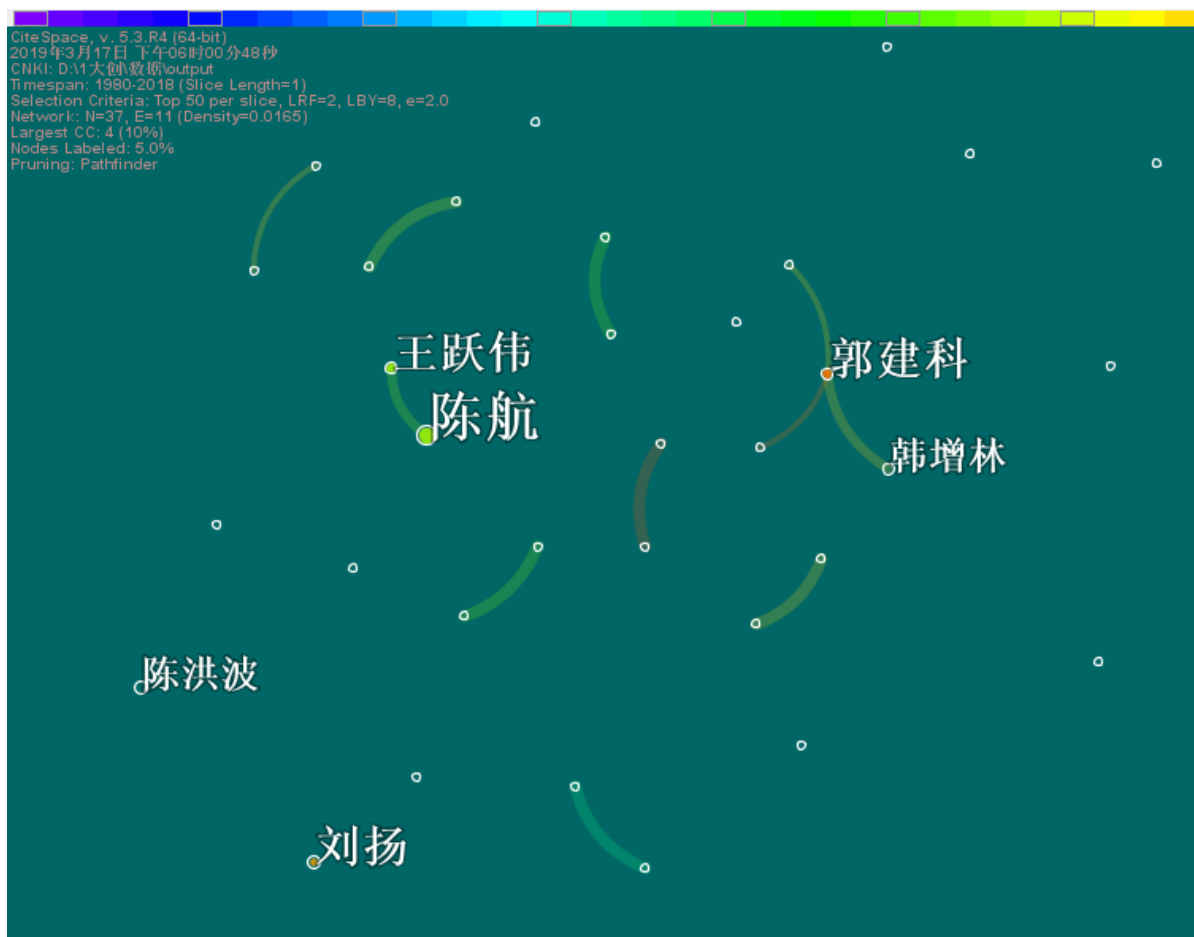 CiteSpace, v. 5.3.R4 (64-bit)
2019年3月17日 下午06时00分48秒
CNKI: D:\1大创\数据\output
Timespan: 1980-2018 (Slice Length=1)
Selection Criteria: Top 50 per slice, LRF=2, LBY=8, e=2.0
Network: N=37, E=11 (Density=0.0165)
Largest CC: 4 (10%)
Nodes Labeled: 5.0%
Pruning: Pathfinder
王跃伟
郭建科
陈航
韩增林
陈洪波
刘扬